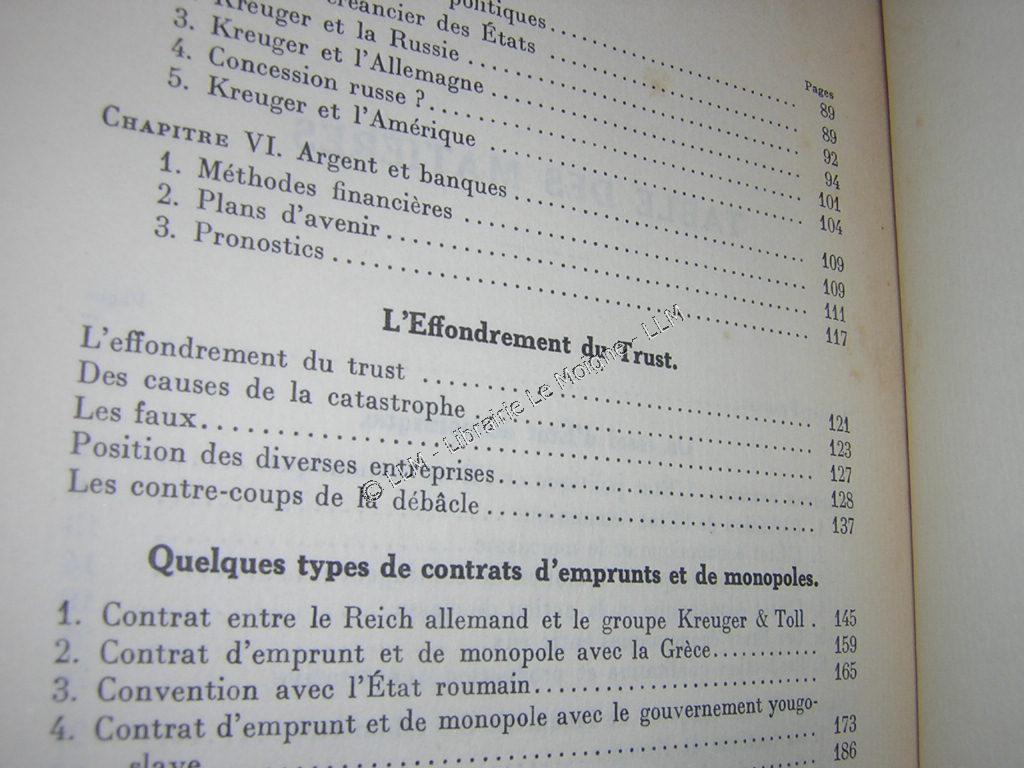 Pages
politiques........ 89
créancier des États ........ 89
Kreuger et la Russie ........ 92
3. Kreuger et l'Allemagne ........ 94
4. Concession russe ?........ 101
5. Kreuger et l'Amérique ........ 104
CHAPITRE VI. Argent et banques........ 109
1. Méthodes financières ........ 109
2. Plans d'avenir ........ 111
3. Pronostics ........ 117
L'Effondrement du Trust.
L'effondrement du trust ........ 121
Des causes de la catastrophe ........ 123
Les faux........ 127
Position des diverses entreprises........ 128
Les contre-coups de la débâcle ........ 137
Quelques types de contrats d'emprunts et de monopoles.
1. Contrat entre le Reich allemand et le groupe Kreuger & Toll . 145
2. Contrat d'emprunt et de monopole avec la Grèce........ 159
3. Convention avec l'État roumain........ 165
4. Contrat d'emprunt et de monopole avec le gouvernement yougo-
slave ........ 173
186
© LLM - Librairie Le Moigne - LLM